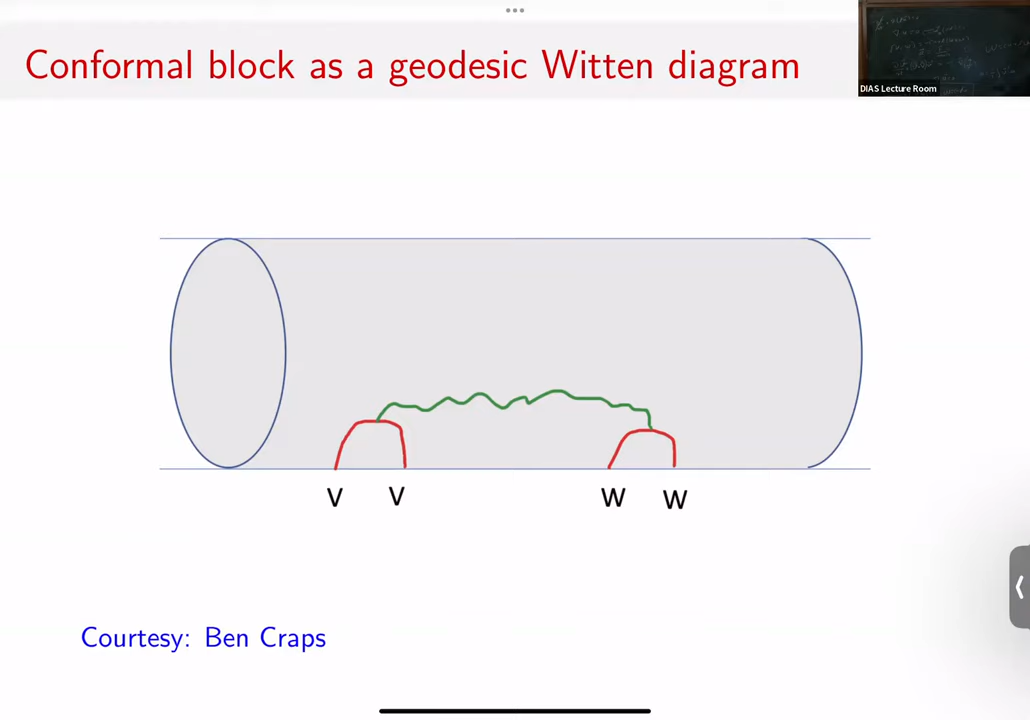 Conformal block as a geodesic Witten diagram
DIAS Lecture Room
V V W W
Courtesy: Ben Craps